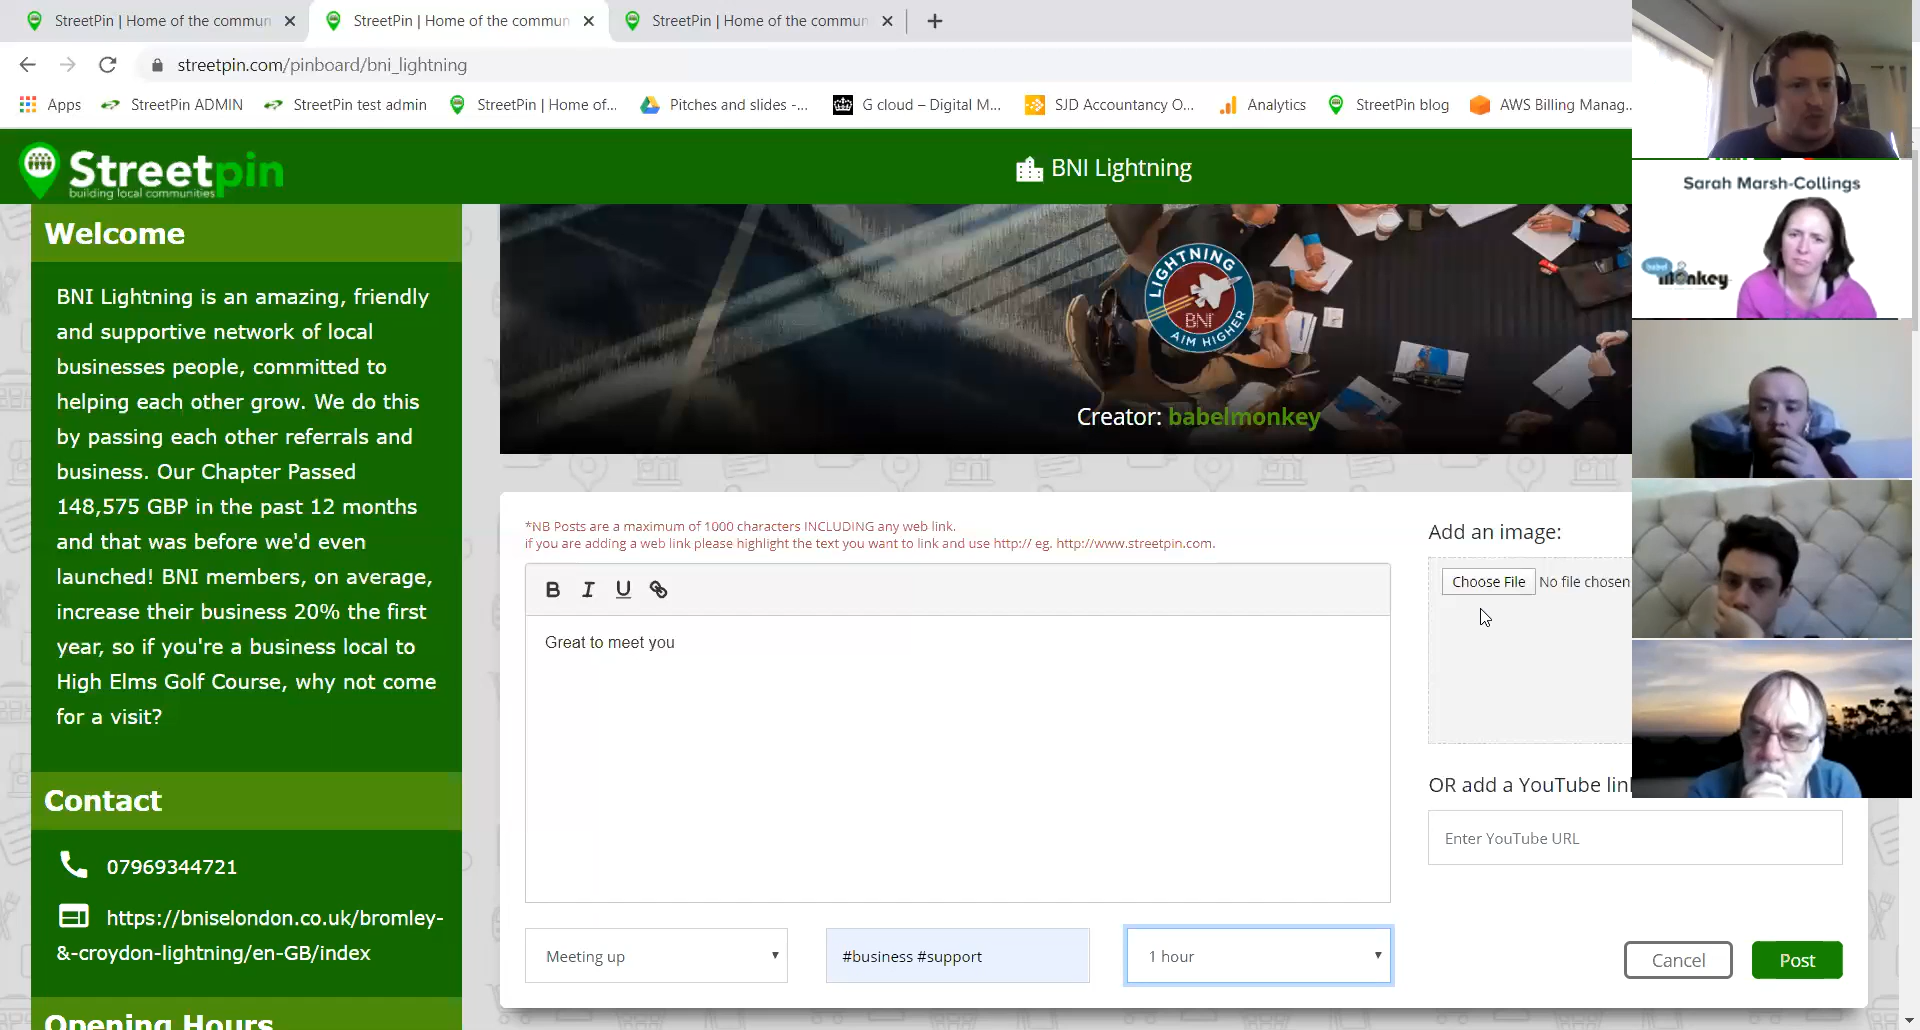 StreetPin | Home of the commun
StreetPin | Home of the commun
StreetPin | Home of the commun
streetpin.com/pinboard/bni_lightning
Apps
StreetPin ADMIN
StreetPin test admin
StreetPin | Home of...
Pitches and slides -...
G cloud – Digital M...
SJD Accountancy O...
Analytics
StreetPin blog
AWS Billing Manag...
Streetpin
building local communities
BNI Lightning
Sarah Marsh-Collings
babel
monkey
Welcome
BNI Lightning is an amazing, friendly
and supportive network of local
businesses people, committed to
helping each other grow. We do this
by passing each other referrals and
business. Our Chapter Passed
148,575 GBP in the past 12 months
and that was before we'd even
launched! BNI members, on average,
increase their business 20% the first
year, so if you're a business local to
High Elms Golf Course, why not come
for a visit?
Contact
07969344721
https://bniselondon.co.uk/bromley-
&-croydon-lightning/en-GB/index
Opening Hours
LIGHTNING
BNI
AIM HIGHER
Creator: babelmonkey
*NB Posts are a maximum of 1000 characters INCLUDING any web link.
if you are adding a web link please highlight the text you want to link and use http:// eg. http://www.streetpin.com.
B I U
Great to meet you
Meeting up
#business #support
1 hour
Add an image:
Choose File No file chosen
OR add a YouTube lin
Enter YouTube URL
Cancel
Post